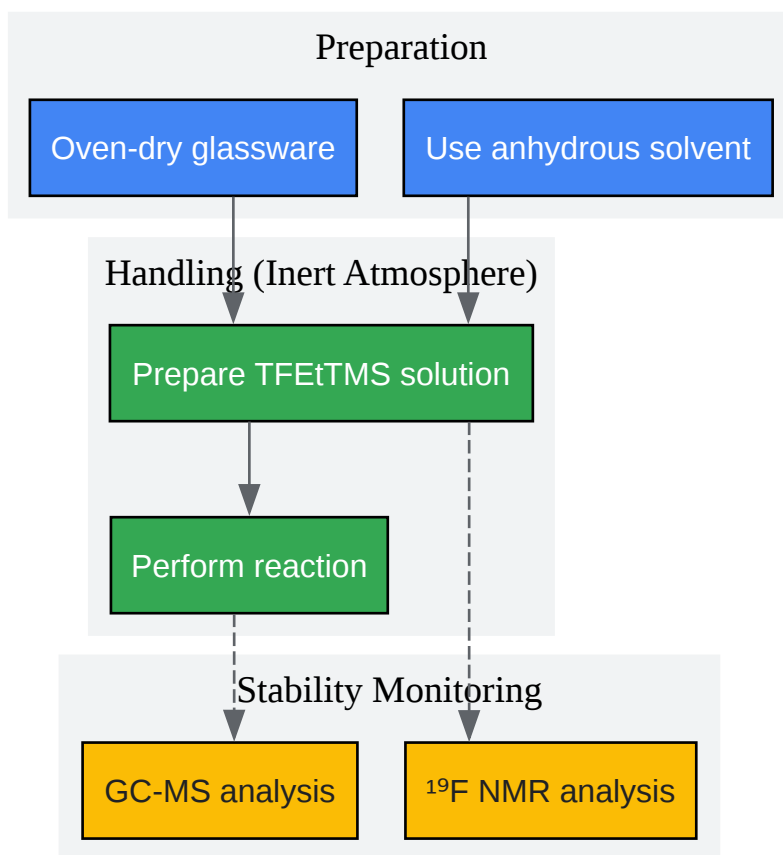 Preparation
Oven-dry glassware
Use anhydrous solvent
Handling (Inert Atmosphere)
Prepare TFEtTMS solution
Perform reaction
Stability Monitoring
GC-MS analysis
¹⁹F NMR analysis